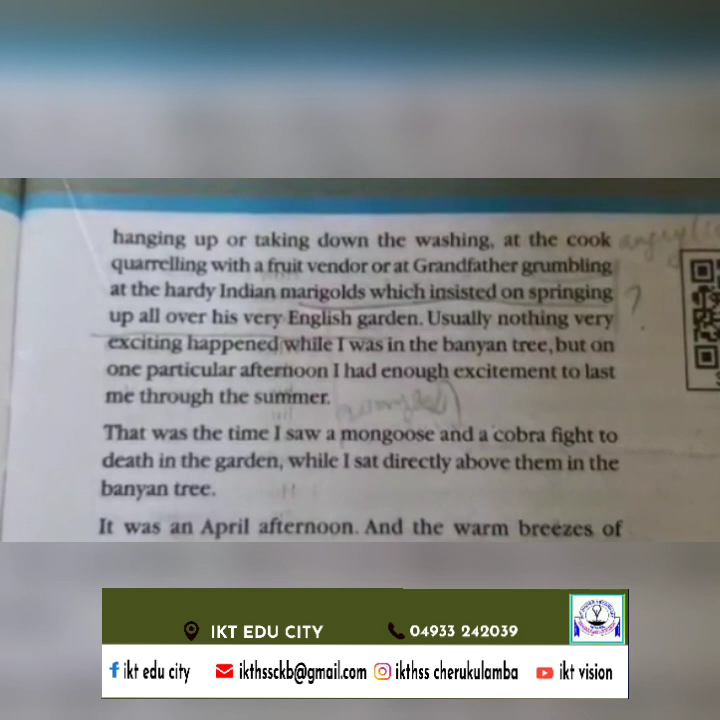 hanging up or taking down the washing, at the cook
quarrelling with a fruit vendor or at Grandfather grumbling
at the hardy Indian marigolds which insisted on springing
up all over his very English garden. Usually nothing very
exciting happened while I was in the banyan tree, but on
one particular afternoon I had enough excitement to last
me through the summer.
That was the time I saw a mongoose and a cobra fight to
death in the garden, while I sat directly above them in the
banyan tree.
It was an April afternoon. And the warm breezes of
IKT EDU CITY 04933 242039
ikt edu city ikthssckb@gmail.com ikthss cherukulamba ikt vision